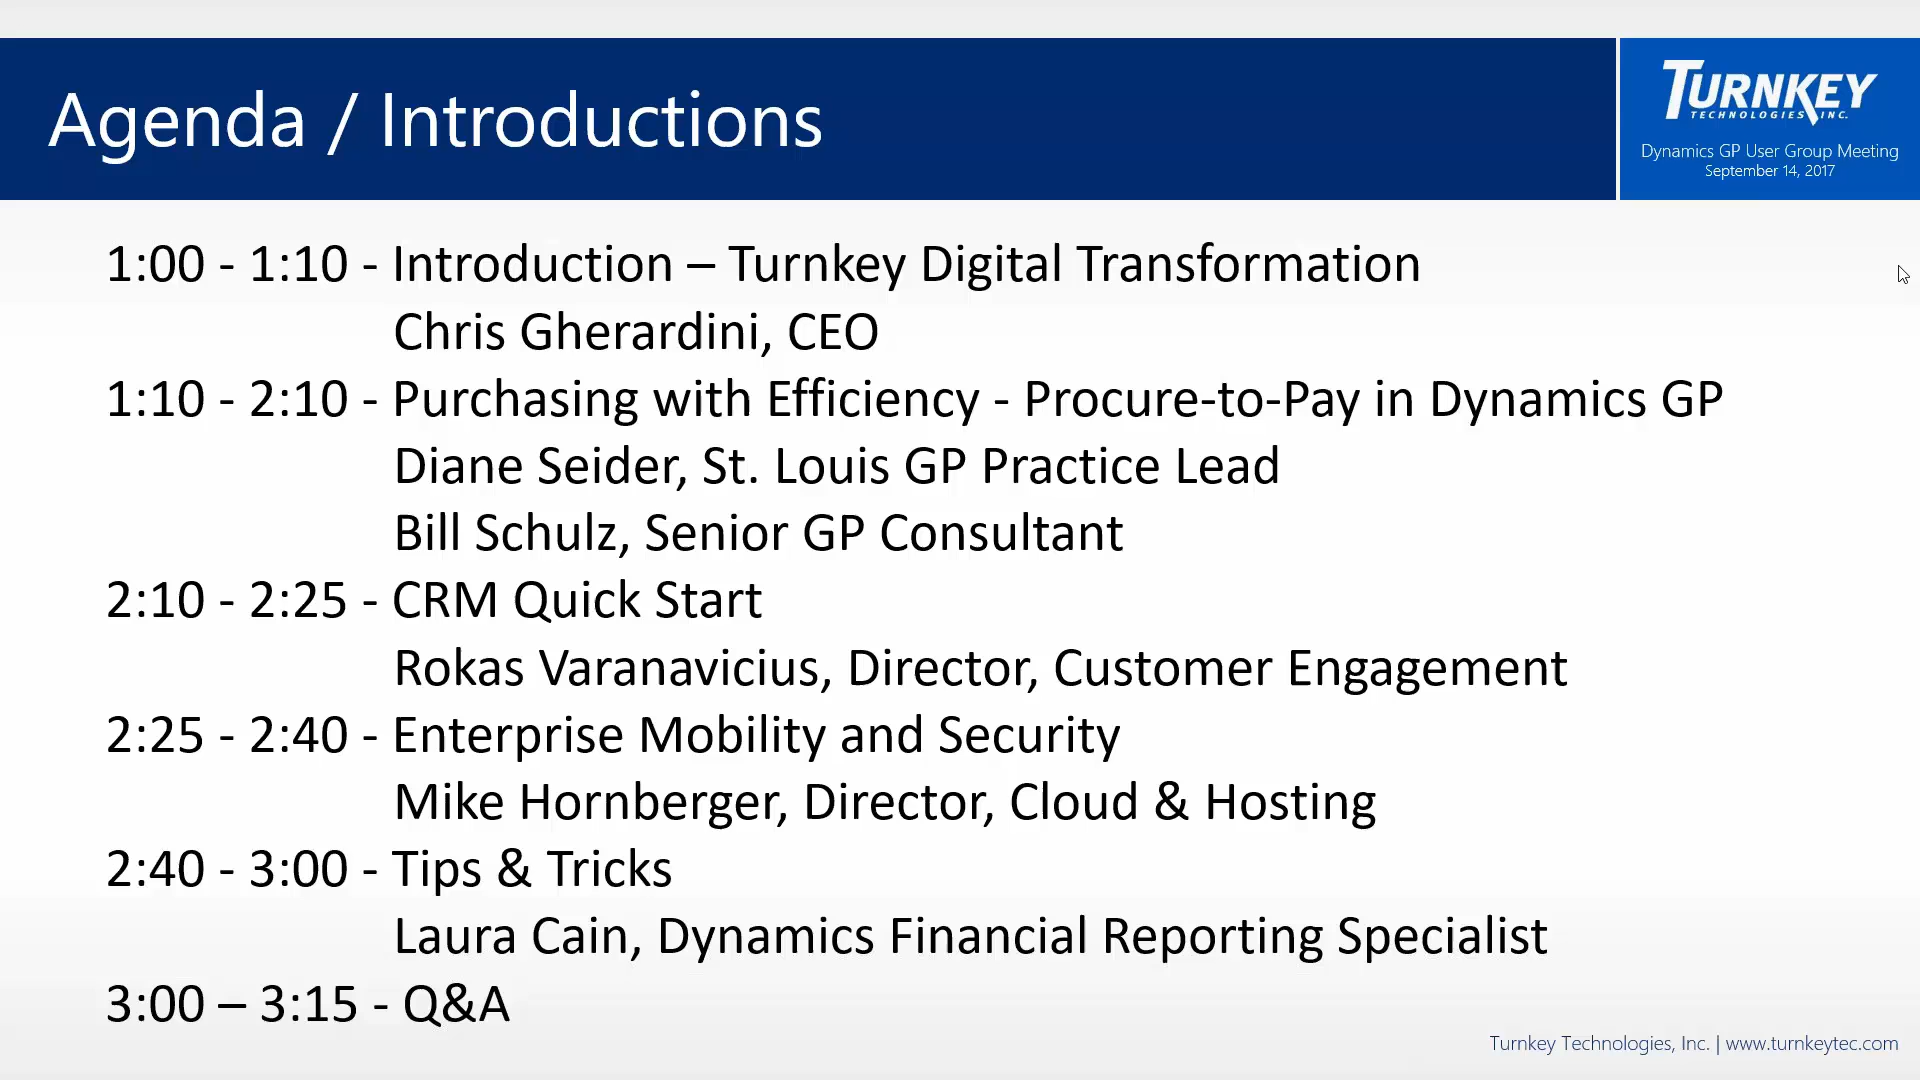 Agenda / Introductions
TURNKEY
TECHNOLOGIES, INC.
Dynamics GP User Group Meeting
September 14, 2017
1:00 - 1:10 - Introduction – Turnkey Digital Transformation
Chris Gherardini, CEO
1:10 - 2:10 - Purchasing with Efficiency - Procure-to-Pay in Dynamics GP
Diane Seider, St. Louis GP Practice Lead
Bill Schulz, Senior GP Consultant
2:10 - 2:25 - CRM Quick Start
Rokas Varanavicius, Director, Customer Engagement
2:25 - 2:40 - Enterprise Mobility and Security
Mike Hornberger, Director, Cloud & Hosting
2:40 - 3:00 - Tips & Tricks
Laura Cain, Dynamics Financial Reporting Specialist
3:00 – 3:15 - Q&A
Turnkey Technologies, Inc. | www.turnkeytec.com